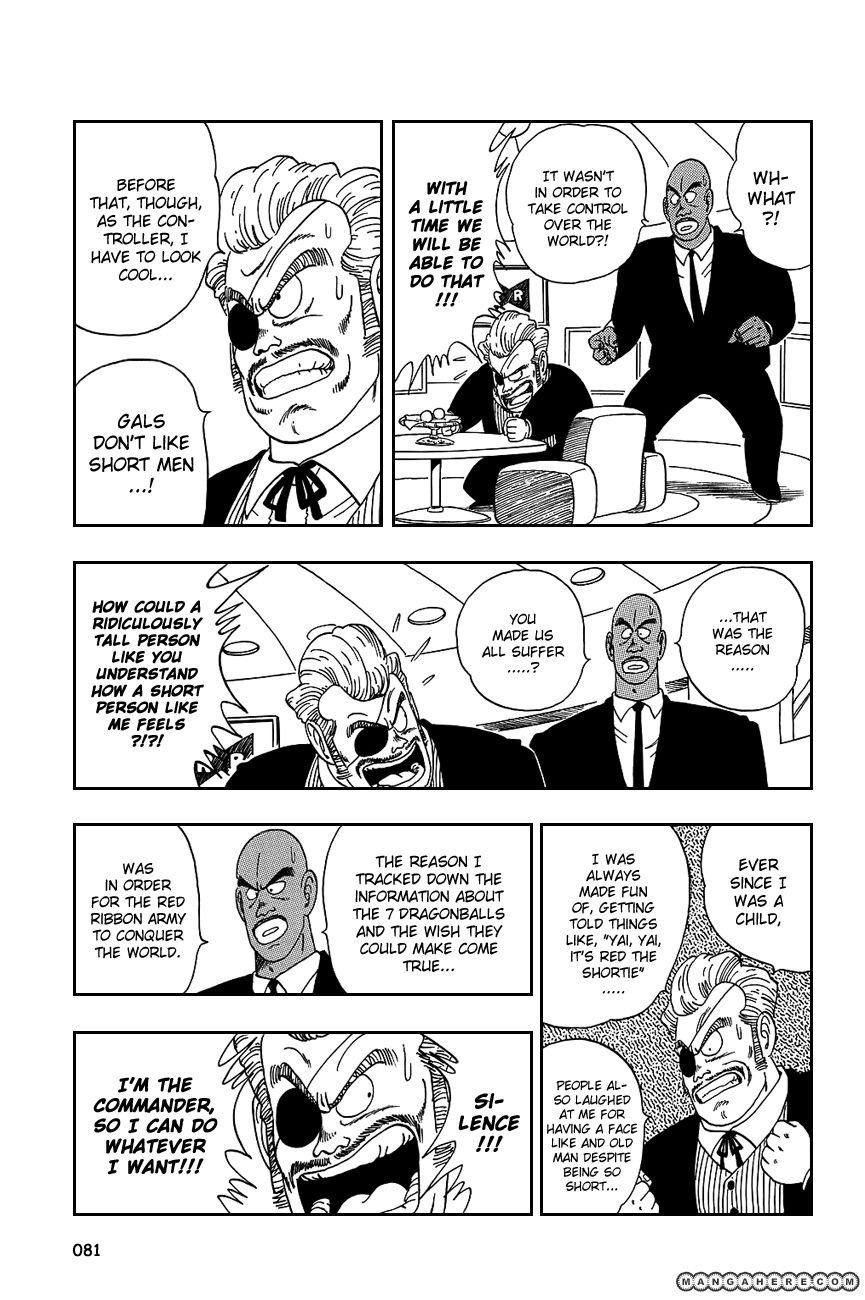 WH-
WHAT
?!
IT WASN'T
IN ORDER TO
TAKE CONTROL
OVER THE
WORLD?!
WITH
A LITTLE
TIME WE
WILL BE
ABLE TO
DO THAT
!!!
R
BEFORE
THAT, THOUGH,
AS THE CON-
TROLLER, I
HAVE TO LOOK
COOL...
GALS
DON'T LIKE
SHORT MEN
...!
...THAT
WAS THE
REASON
.....
YOU
MADE US
ALL SUFFER
.....?
HOW COULD A
RIDICULOUSLY
TALL PERSON
LIKE YOU
UNDERSTAND
HOW A SHORT
PERSON LIKE
ME FEELS
?!?!
R
EVER
SINCE I
WAS A
CHILD,
I WAS
ALWAYS
MADE FUN
OF, GETTING
TOLD THINGS
LIKE, "YAI, YAI,
IT'S RED THE
SHORTIE"
.....
PEOPLE AL-
SO LAUGHED
AT ME FOR
HAVING A FACE
LIKE AND OLD
MAN DESPITE
BEING SO
SHORT...
THE REASON I
TRACKED DOWN THE
INFORMATION ABOUT
THE 7 DRAGONBALLS
AND THE WISH THEY
COULD MAKE COME
TRUE...
WAS
IN ORDER
FOR THE RED
RIBBON ARMY
TO CONQUER
THE WORLD.
SI-
LENCE
!!!
I'M THE
COMMANDER,
SO I CAN DO
WHATEVER
I WANT!!!
081
MANGAHERE.COM